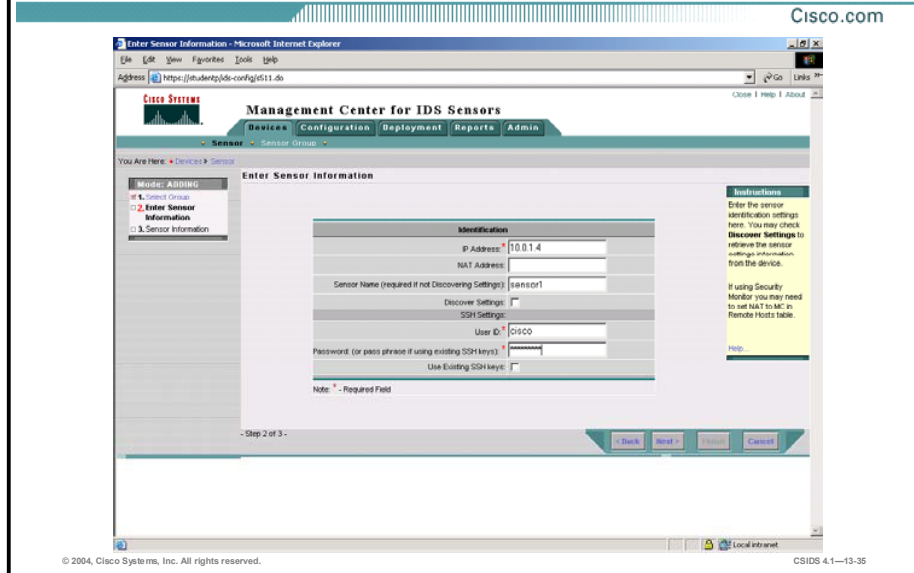 Cisco.com
Enter Sensor Information - Microsoft Internet Explorer
File Edit View Favorites Tools Help
Address https://studentp/ids-config/s511.do Go Links »
Close | Help | About
CISCO SYSTEMS
Management Center for IDS Sensors
Devices Configuration Deployment Reports Admin
Sensor Sensor Group
You Are Here: Devices > Sensor
Mode: ADDING
1. Select Group
2. Enter Sensor Information
3. Sensor Information
Enter Sensor Information
Identification
IP Address: * 10.0.1.4
NAT Address:
Sensor Name (required if not Discovering Settings): sensor1
Discover Settings:
SSH Settings:
User ID: * cisco
Password: (or pass phrase if using existing SSH keys): * *********
Use Existing SSH keys:
Note: * - Required Field
Instructions
Enter the sensor
identification settings
here. You may check
Discover Settings to
retrieve the sensor
settings information
from the device.
If using Security
Monitor you may need
to set NAT to MC in
Remote Hosts table.
Help...
- Step 2 of 3 -
< Back Next > Finish Cancel
Local intranet
© 2004, Cisco Systems, Inc. All rights reserved.
CSIDS 4.1—13-35